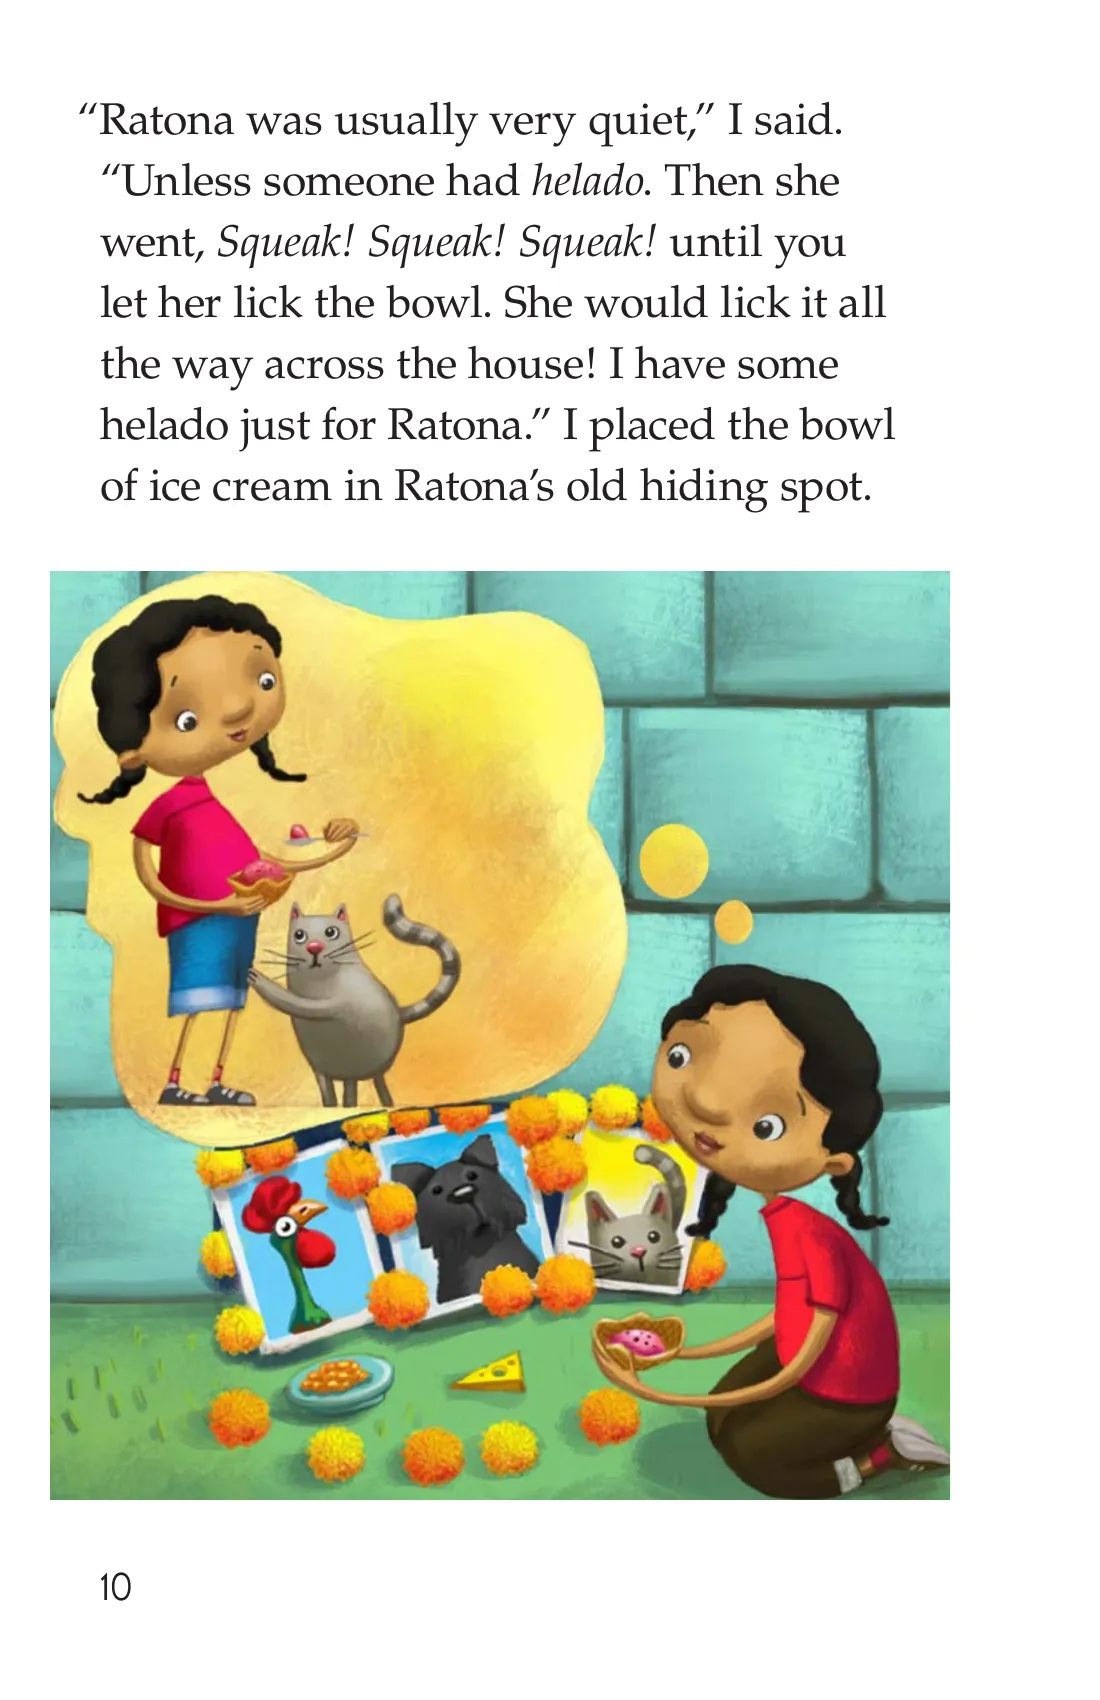 “Ratona was usually very quiet,” I said.
“Unless someone had helado. Then she
went, Squeak! Squeak! Squeak! until you
let her lick the bowl. She would lick it all
the way across the house! I have some
helado just for Ratona.” I placed the bowl
of ice cream in Ratona’s old hiding spot.
10